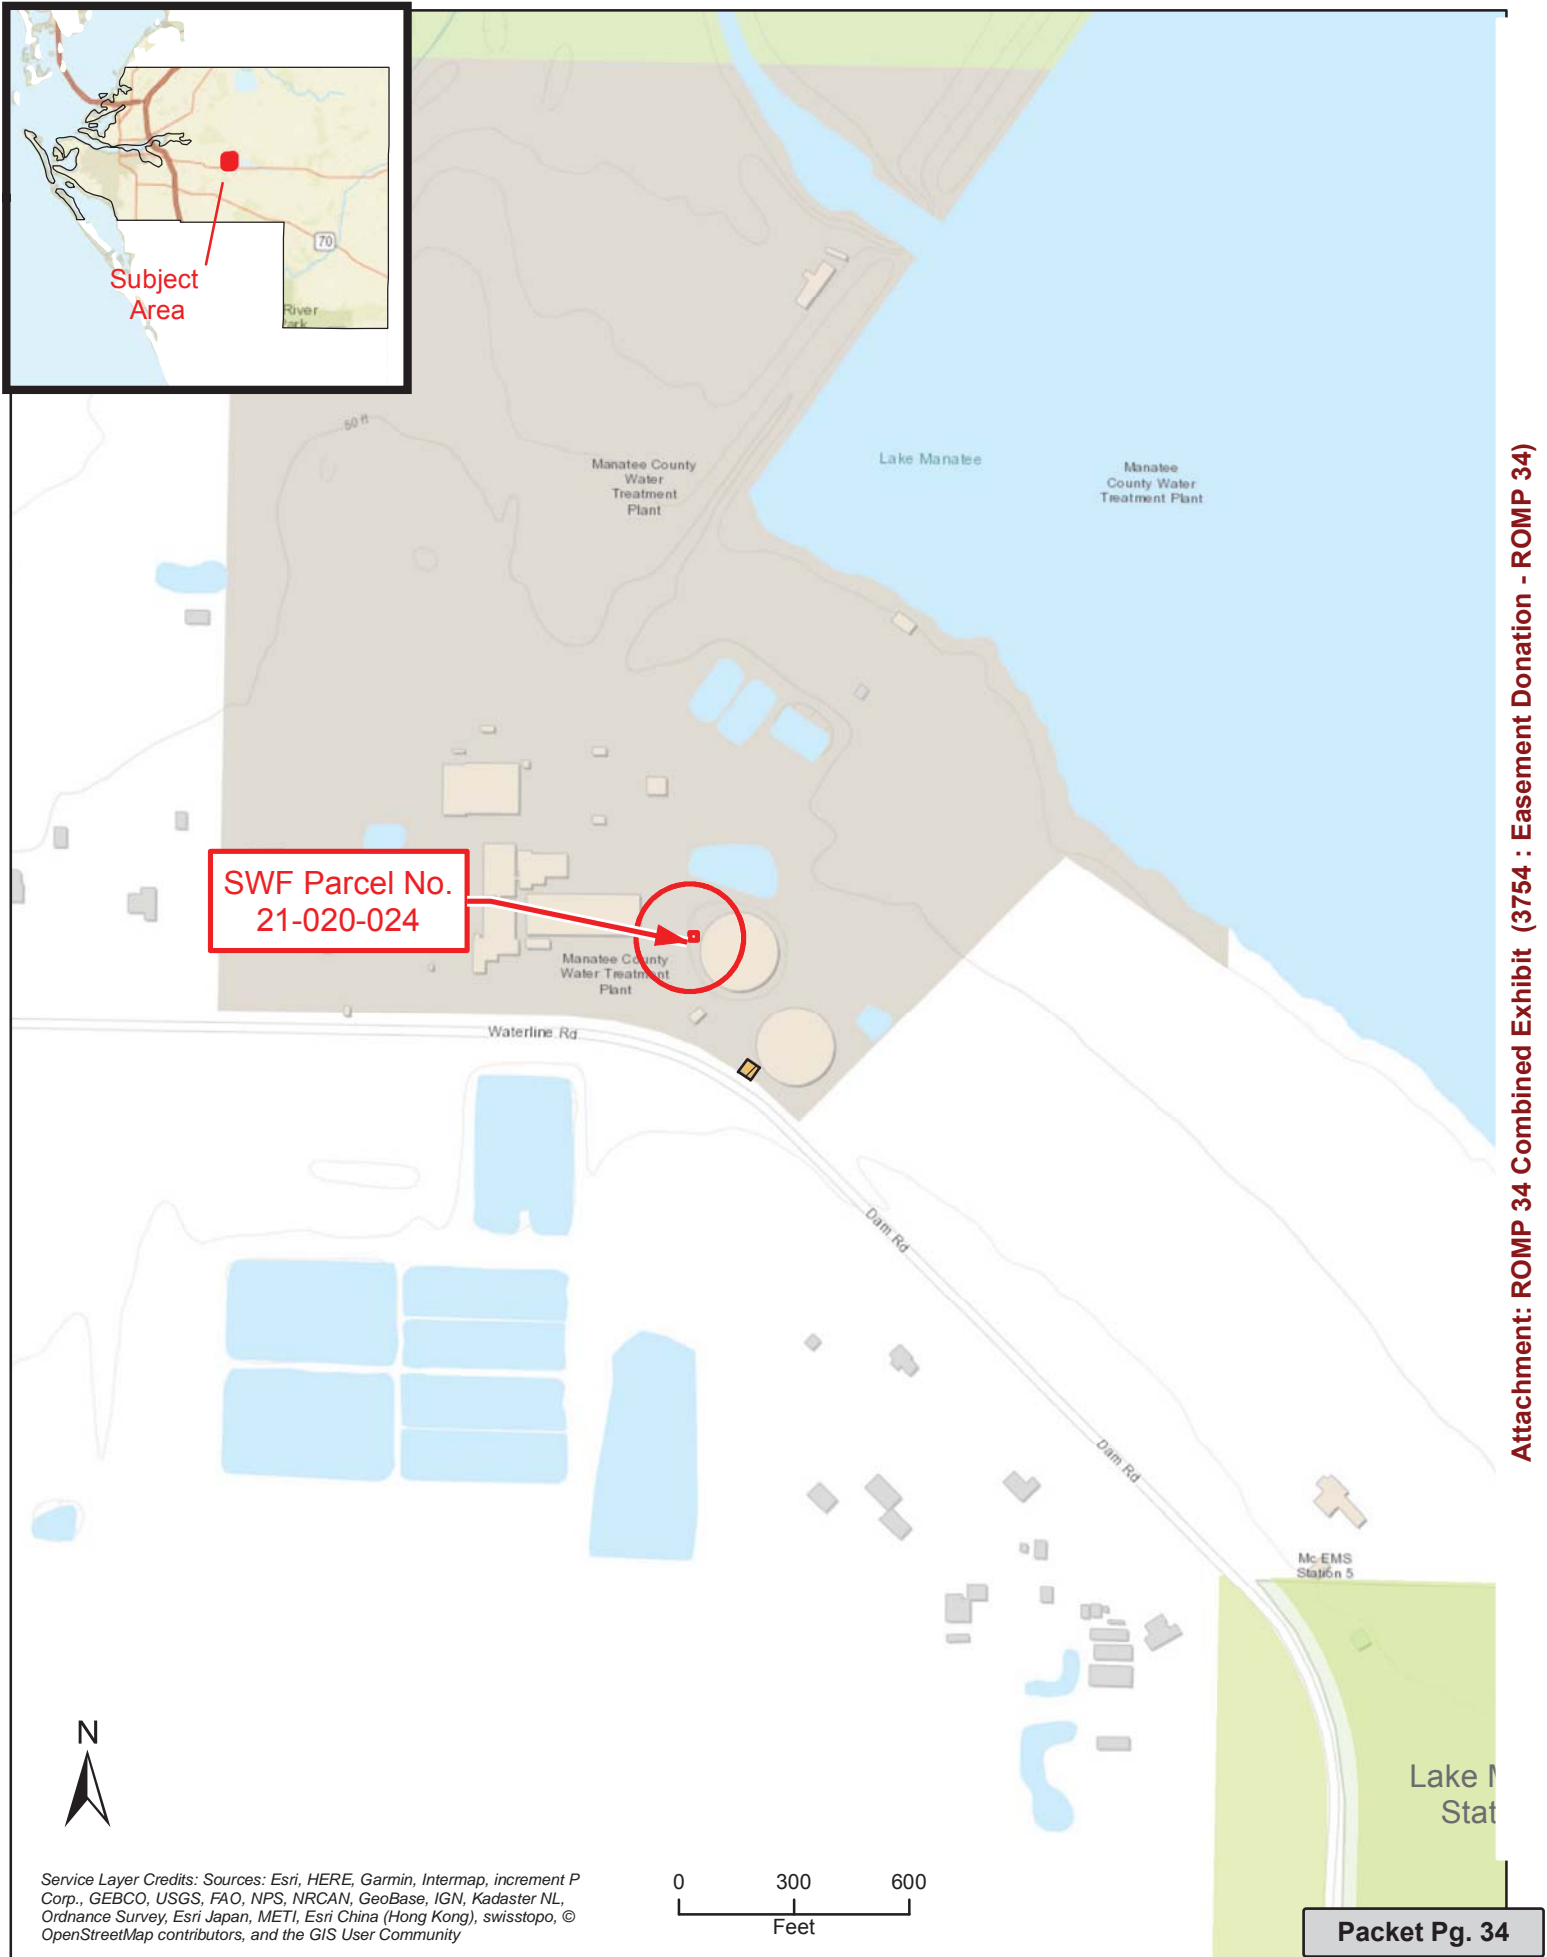 70
Subject
Area
River
Park
50 ft
Manatee County
Water
Treatment
Plant
Lake Manatee
Manatee
County Water
Treatment Plant
SWF Parcel No.
21-020-024
Manatee County
Water Treatment
Plant
Waterline Rd
Dam Rd
Dam Rd
Mc EMS
Station 5
Lake
Stat
N
Service Layer Credits: Sources: Esri, HERE, Garmin, Intermap, increment P
Corp., GEBCO, USGS, FAO, NPS, NRCAN, GeoBase, IGN, Kadaster NL,
Ordnance Survey, Esri Japan, METI, Esri China (Hong Kong), swisstopo, ©
OpenStreetMap contributors, and the GIS User Community
0 300 600
Feet
Attachment: ROMP 34 Combined Exhibit (3754 : Easement Donation - ROMP 34)
Packet Pg. 34